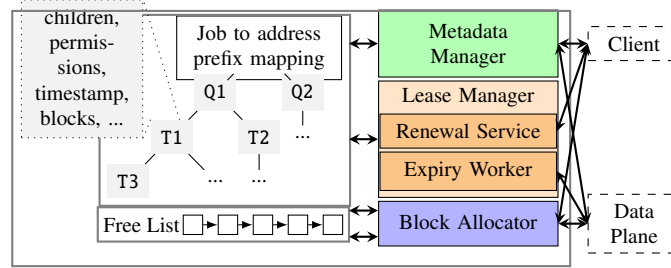 children,
permis-
sions,
timestamp,
blocks, ...
Job to address
prefix mapping
Q1
Q2
T1
T2
...
T3
...
...
Free List
Metadata
Manager
Lease Manager
Renewal Service
Expiry Worker
Block Allocator
Client
Data
Plane